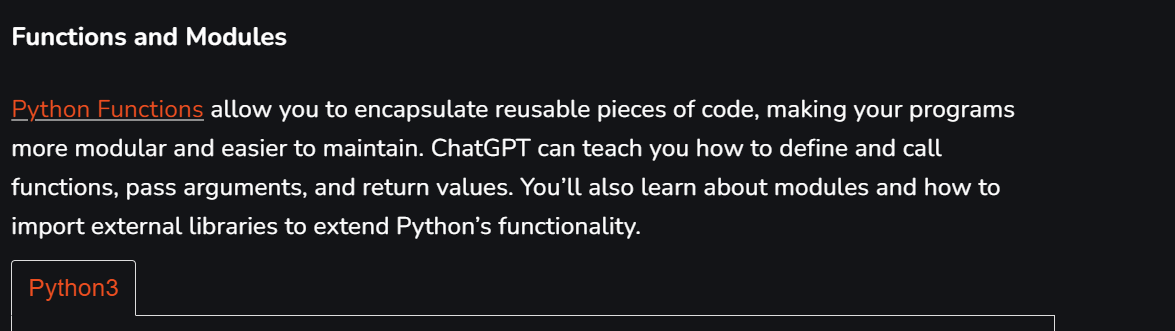 Functions and Modules
Python Functions allow you to encapsulate reusable pieces of code, making your programs
more modular and easier to maintain. ChatGPT can teach you how to define and call
functions, pass arguments, and return values. You’ll also learn about modules and how to
import external libraries to extend Python’s functionality.
Python3